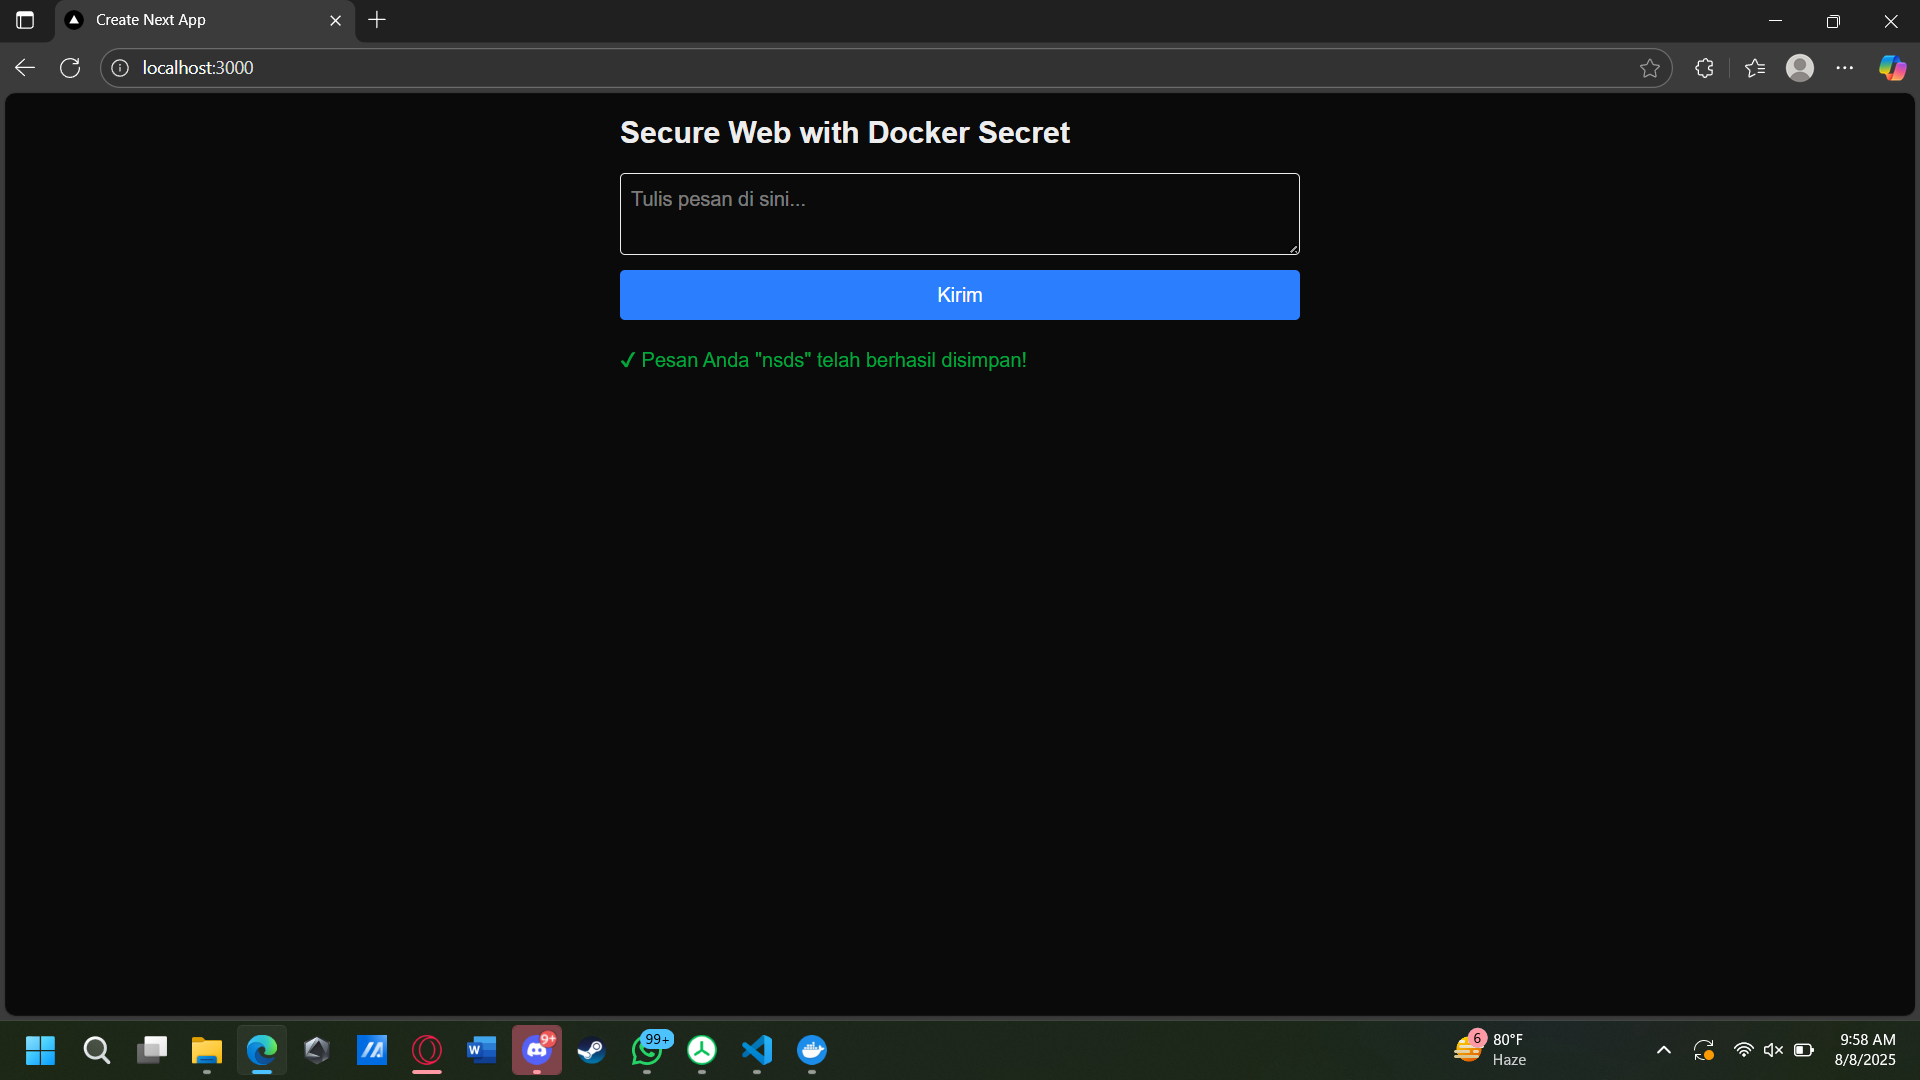 Create Next App
localhost:3000
Secure Web with Docker Secret
Tulis pesan di sini...
Kirim
✓ Pesan Anda "nsds" telah berhasil disimpan!
W
9+
99+
6
80°F
Haze
9:58 AM
8/8/2025